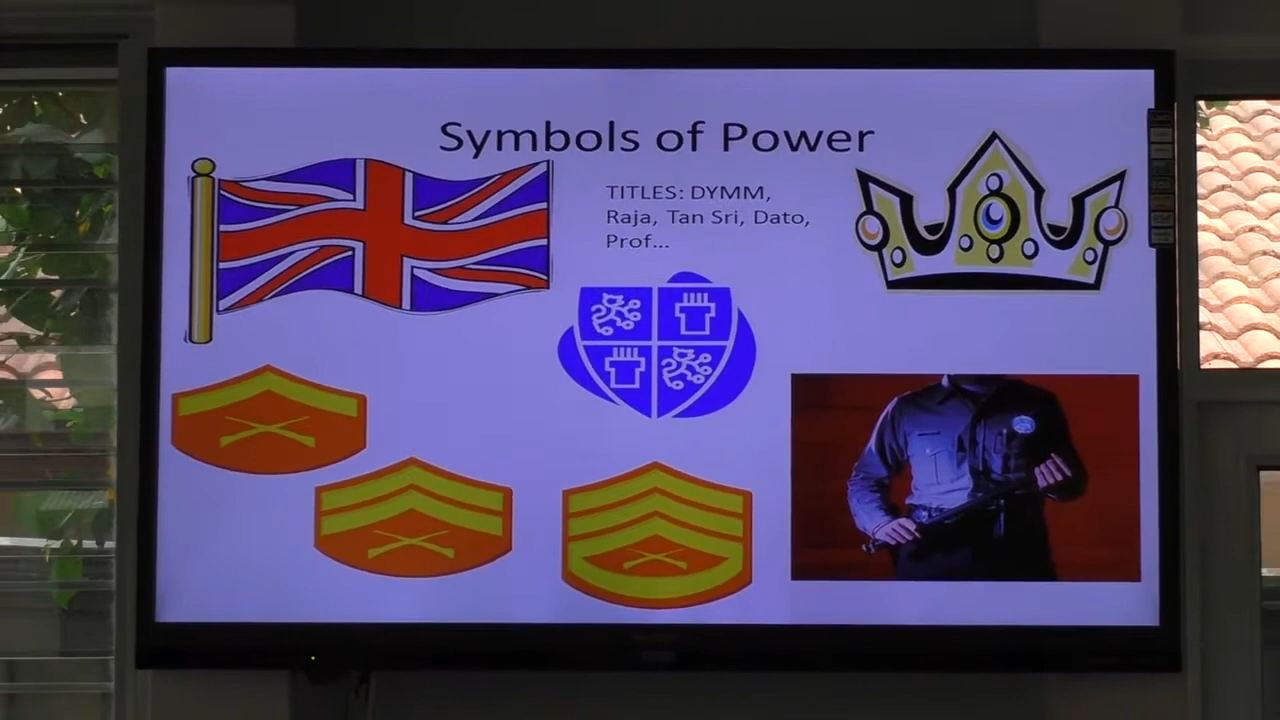 Symbols of Power
TITLES: DYMM,
Raja, Tan Sri, Dato,
Prof...